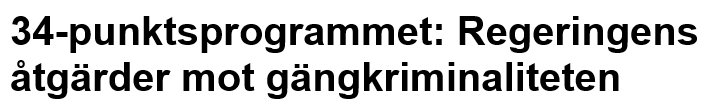 34-punktsprogrammet: Regeringens
åtgärder mot gängkriminaliteten